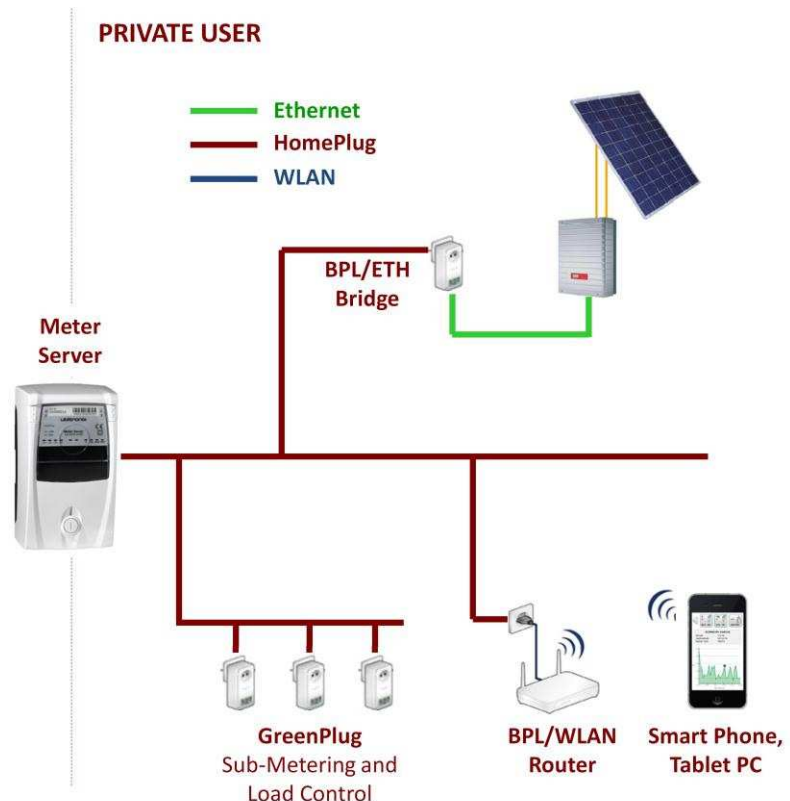 PRIVATE USER
Ethernet
HomePlug
WLAN
BPL/ETH
Bridge
Meter
Server
GreenPlug
Sub-Metering and
Load Control
BPL/WLAN
Router
Smart Phone,
Tablet PC